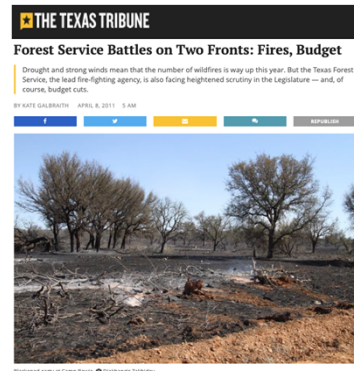 THE TEXAS TRIBUNE
Forest Service Battles on Two Fronts: Fires, Budget
Drought and strong winds mean that the number of wildfires is way up this year. But the Texas Forest
Service, the lead fire-fighting agency, is also facing heightened scrutiny in the Legislature — and, of
course, budget cuts.
BY KATE GALBRAITH APRIL 8, 2011 5 AM
REPUBLISH